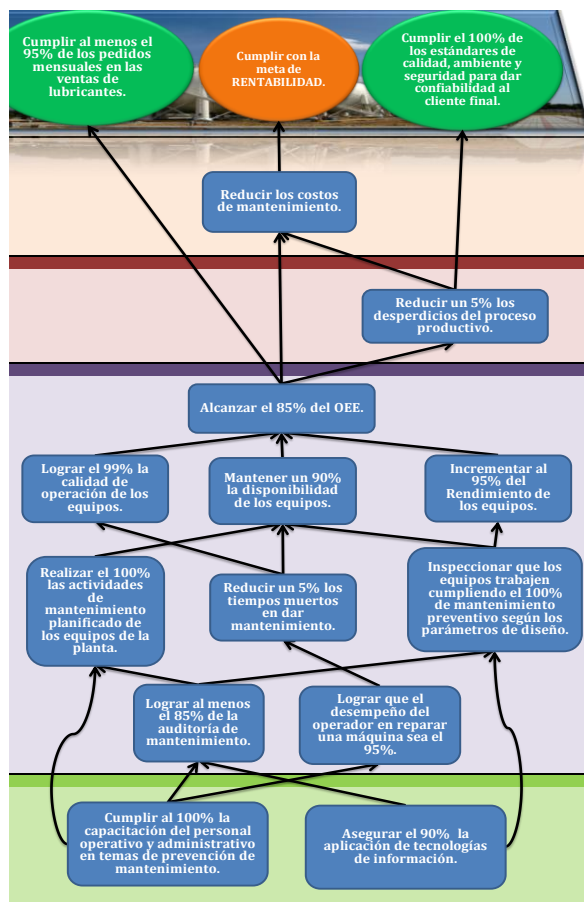 Cumplir al menos el
95% de los pedidos
mensuales en las
ventas de
lubricantes.
Cumplir con la
meta de
RENTABILIDAD.
Cumplir el 100% de
los estándares de
calidad, ambiente y
seguridad para dar
confiabilidad al
cliente final.
Reducir los costos
de mantenimiento.
Reducir un 5% los
desperdicios del proceso
productivo.
Alcanzar el 85% del OEE.
Lograr el 99% la
calidad de
operación de los
equipos.
Mantener un 90%
la disponibilidad
de los equipos.
Incrementar al
95% del
Rendimiento de
los equipos.
Realizar el 100%
las actividades
de
mantenimiento
planificado de
los equipos de la
planta.
Reducir un 5% los
tiempos muertos
en dar
mantenimiento.
Inspeccionar que los
equipos trabajen
cumpliendo el 100%
de mantenimiento
preventivo según los
parámetros de diseño.
Lograr al menos
el 85% de la
auditoría de
mantenimiento.
Lograr que el
desempeño del
operador en reparar
una máquina sea el
95%.
Cumplir al 100% la
capacitación del personal
operativo y administrativo
en temas de prevención de
mantenimiento.
Asegurar el 90% la
aplicación de tecnologías
de información.